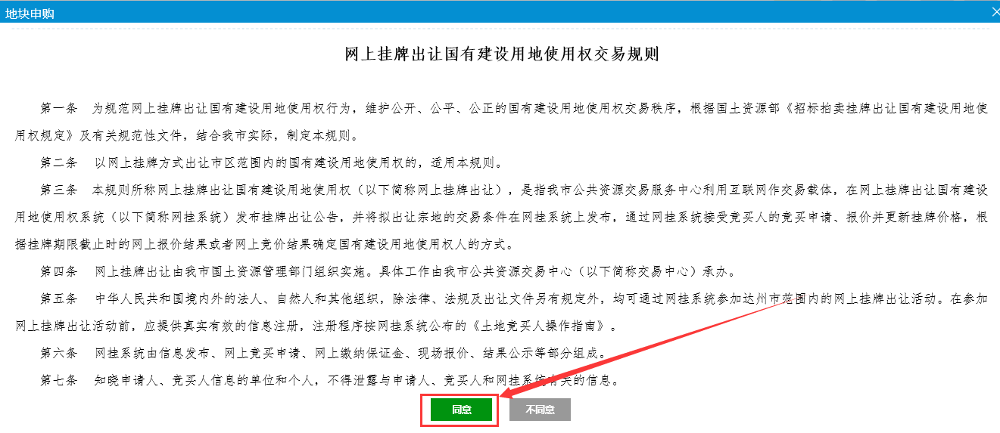 地块申购
网上挂牌出让国有建设用地使用权交易规则
第一条 为规范网上挂牌出让国有建设用地使用权行为，维护公开、公平、公正的国有建设用地使用权交易秩序，根据国土资源部《招标拍卖挂牌出让国有建设用地使
用权规定》及有关规范性文件，结合我市实际，制定本规则。
第二条 以网上挂牌方式出让市区范围内的国有建设用地使用权的，适用本规则。
第三条 本规则所称网上挂牌出让国有建设用地使用权（以下简称网上挂牌出让），是指我市公共资源交易服务中心利用互联网作交易载体，在网上挂牌出让国有建设
用地使用权系统（以下简称网挂系统）发布挂牌出让公告，并将拟出让宗地的交易条件在网挂系统上发布，通过网挂系统接受竞买人的竞买申请、报价并更新挂牌价格，根
据挂牌期限截止时的网上报价结果或者网上竞价结果确定国有建设用地使用权人的方式。
第四条 网上挂牌出让由我市国土资源管理部门组织实施。具体工作由我市公共资源交易中心（以下简称交易中心）承办。
第五条 中华人民共和国境内外的法人、自然人和其他组织，除法律、法规及出让文件另有规定外，均可通过网挂系统参加达州市范围内的网上挂牌出让活动。在参加
网上挂牌出让活动前，应提供真实有效的信息注册，注册程序按网挂系统公布的《土地竞买人操作指南》。
第六条 网挂系统由信息发布、网上竞买申请、网上缴纳保证金、现场报价、结果公示等部分组成。
第七条 知晓申请人、竞买人信息的单位和个人，不得泄露与申请人、竞买人和网挂系统有关的信息。
同意 不同意